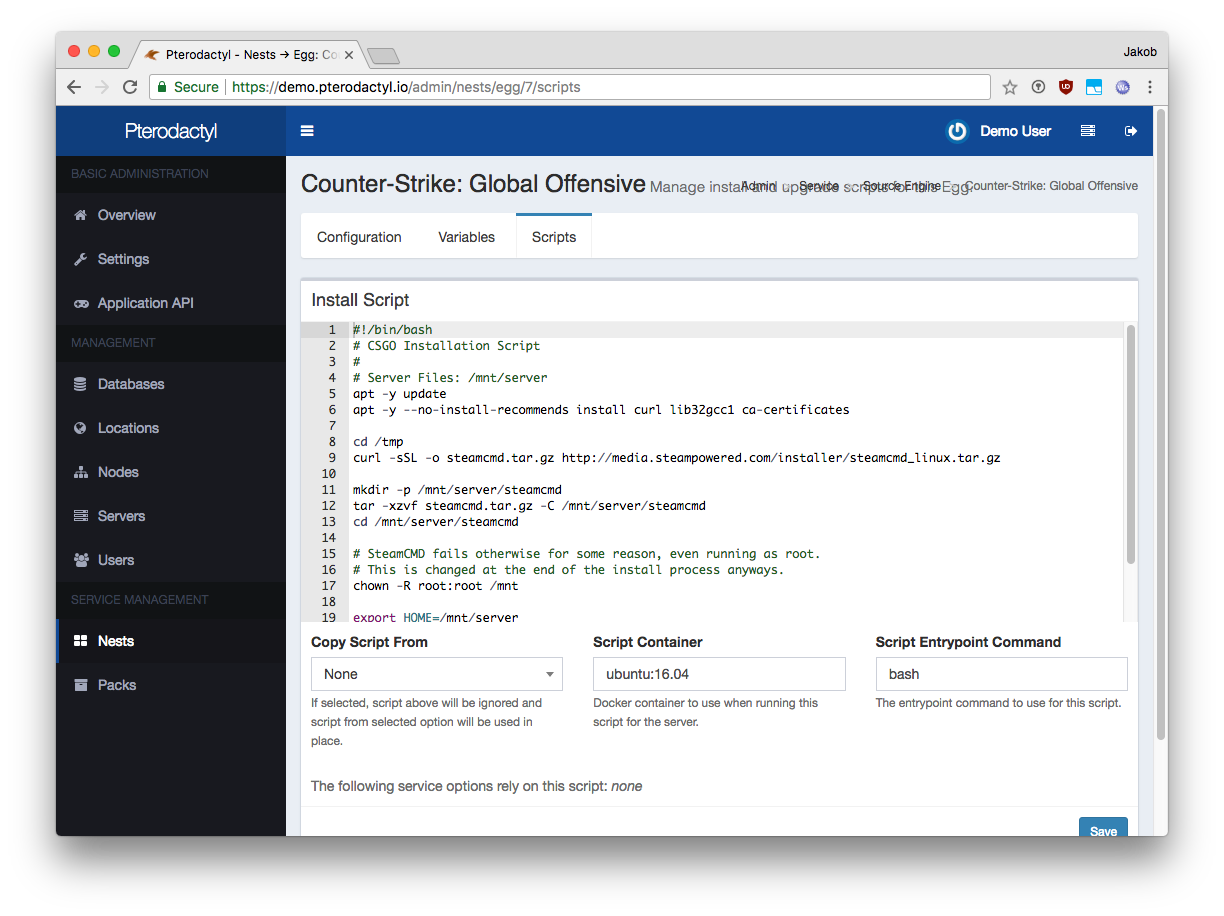 Pterodactyl - Nests → Egg: Co
Jakob
Secure
https://demo.pterodactyl.io/admin/nests/egg/7/scripts
Pterodactyl
Demo User
BASIC ADMINISTRATION
Overview
Settings
Application API
MANAGEMENT
Databases
Locations
Nodes
Servers
Users
SERVICE MANAGEMENT
Nests
Packs
Counter-Strike: Global Offensive Manage install and upgrade scripts for this Egg.
Admin Service Source Engine Counter-Strike: Global Offensive
Configuration Variables Scripts
Install Script
1 #!/bin/bash
2 # CSGO Installation Script
3 #
4 # Server Files: /mnt/server
5 apt -y update
6 apt -y --no-install-recommends install curl lib32gcc1 ca-certificates
7
8 cd /tmp
9 curl -sSL -o steamcmd.tar.gz http://media.steampowered.com/installer/steamcmd_linux.tar.gz
10
11 mkdir -p /mnt/server/steamcmd
12 tar -xzvf steamcmd.tar.gz -C /mnt/server/steamcmd
13 cd /mnt/server/steamcmd
14
15 # SteamCMD fails otherwise for some reason, even running as root.
16 # This is changed at the end of the install process anyways.
17 chown -R root:root /mnt
18
19 export HOME=/mnt/server
Copy Script From
None
If selected, script above will be ignored and
script from selected option will be used in
place.
Script Container
ubuntu:16.04
Docker container to use when running this
script for the server.
Script Entrypoint Command
bash
The entrypoint command to use for this script.
The following service options rely on this script: none
Save